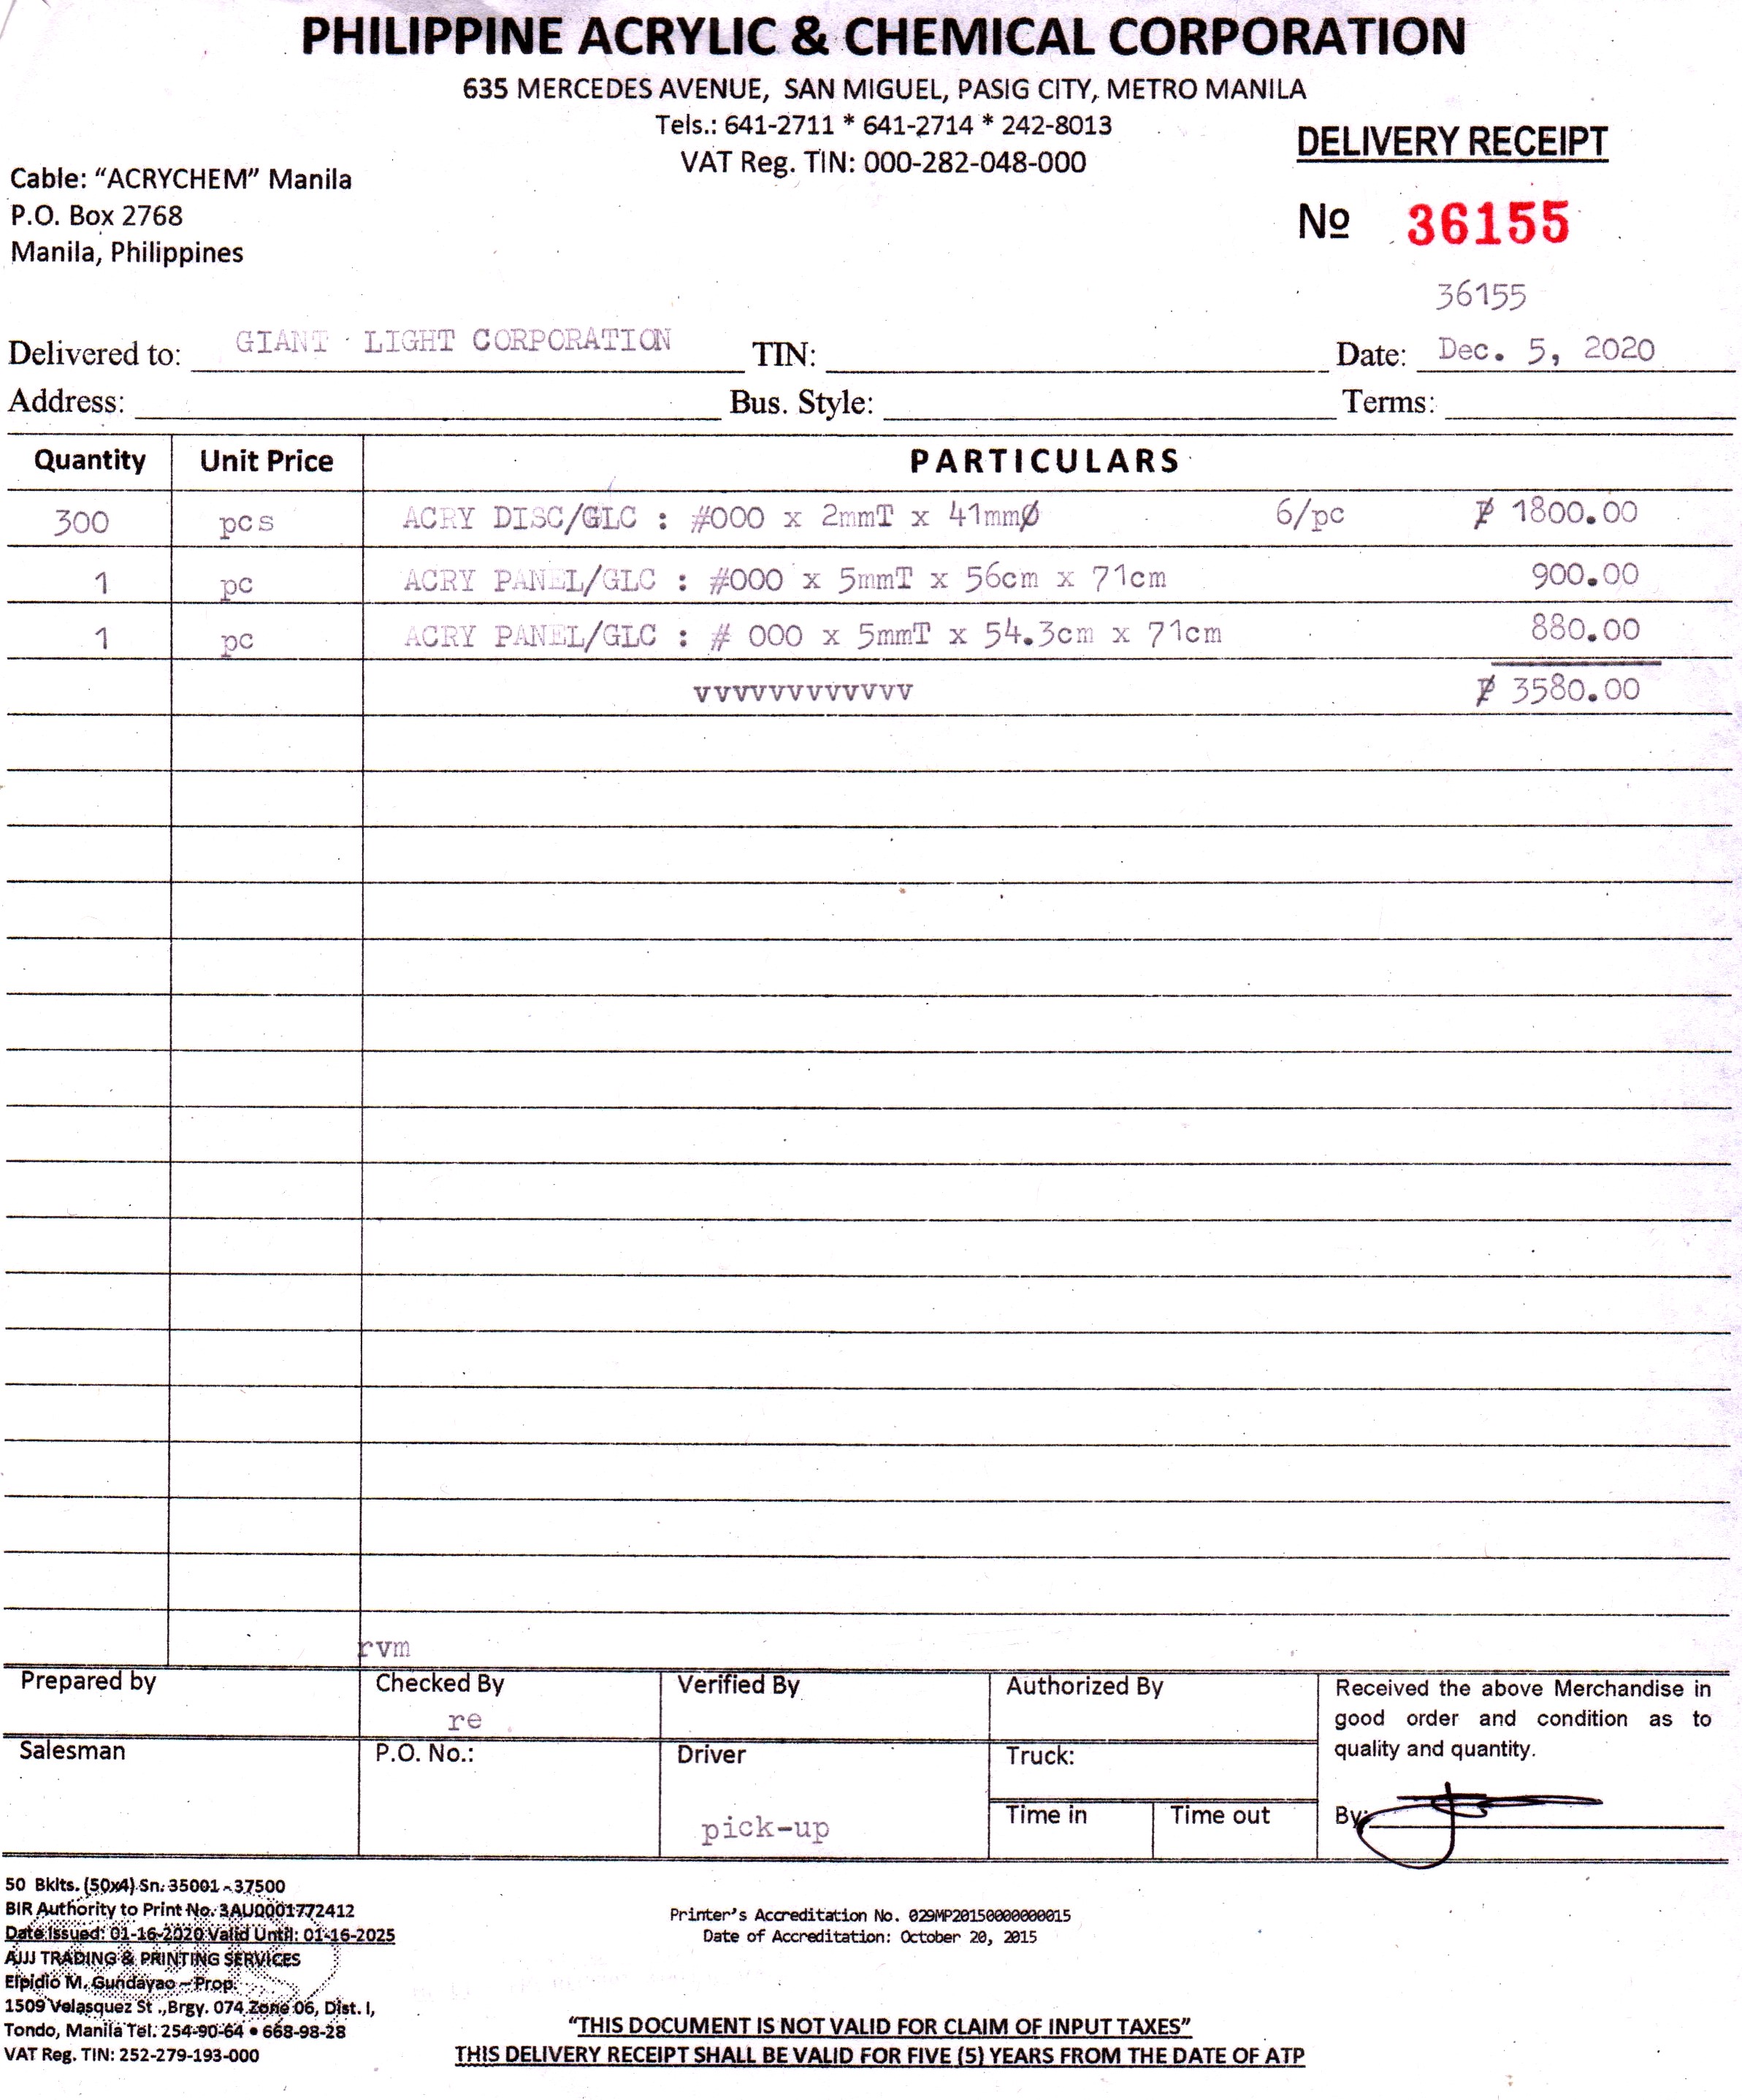 PHILIPPINE ACRYLIC & CHEMICAL CORPORATION
635 MERCEDES AVENUE, SAN MIGUEL, PASIG CITY, METRO MANILA
Tels.: 641-2711 * 641-2714 * 242-8013
VAT Reg. TIN: 000-282-048-000
DELIVERY RECEIPT
Cable: “ACRYCHEM” Manila
P.O. Box 2768
Manila, Philippines
Nº 36155
36155
Delivered to: GIANT LIGHT CORPORATION TIN: Date: Dec. 5, 2020
Address: Bus. Style: Terms:
Quantity Unit Price PARTICULARS
300 pcs ACRY DISC/GLC : #000 x 2mmT x 41mmØ 6/pc ₱ 1800.00
1 pc ACRY PANEL/GLC : #000 x 5mmT x 56cm x 71cm 900.00
1 pc ACRY PANEL/GLC : # 000 x 5mmT x 54.3cm x 71cm 880.00
vvvvvvvvvvvv ₱ 3580.00
rvm
Prepared by Checked By Verified By Authorized By
re
Received the above Merchandise in
good order and condition as to
quality and quantity.
Salesman P.O. No.: Driver Truck:
pick-up
Time in Time out By:
50 Bklts. (50x4) Sn: 35001 - 37500
BIR Authority to Print No. 3AU0001772412
Date Issued: 01-16-2020 Valid Until: 01-16-2025
AJJJ TRADING & PRINTING SERVICES
Elpidio M. Gundayao – Prop.
1509 Velasquez St ., Brgy. 074 Zone 06, Dist. I,
Tondo, Manila Tel. 254-90-64 • 668-98-28
VAT Reg. TIN: 252-279-193-000
Printer's Accreditation No. 029MP20150000000015
Date of Accreditation: October 20, 2015
“THIS DOCUMENT IS NOT VALID FOR CLAIM OF INPUT TAXES”
THIS DELIVERY RECEIPT SHALL BE VALID FOR FIVE (5) YEARS FROM THE DATE OF ATP